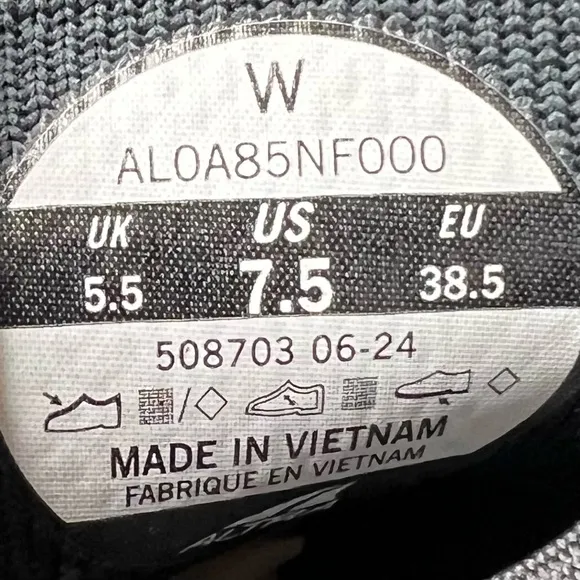 W
AL0A85NF000
UK US EU
5.5 7.5 38.5
508703 06-24
MADE IN VIETNAM
FABRIQUE EN VIETNAM
ALTRA